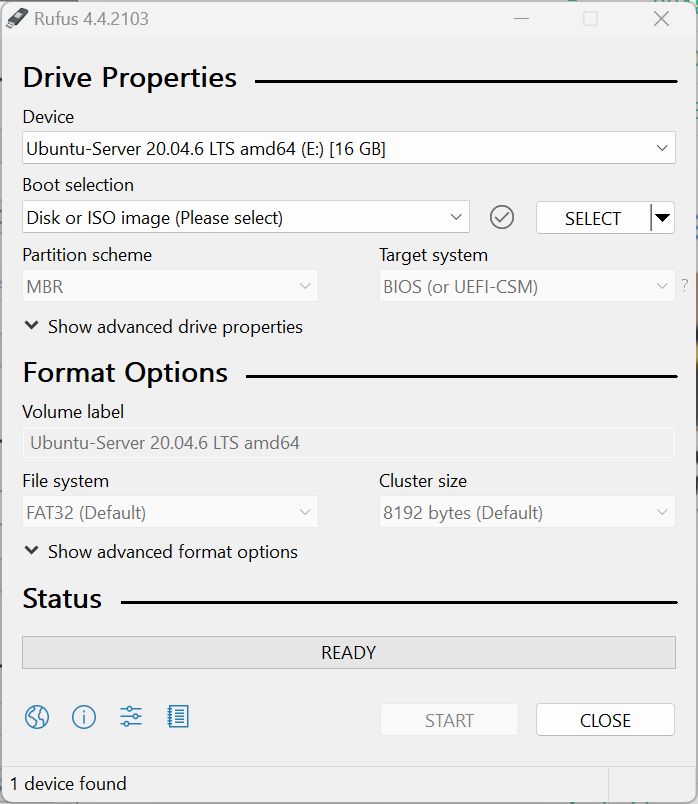 Rufus 4.4.2103
Drive Properties
Device
Ubuntu-Server 20.04.6 LTS amd64 (E:) [16 GB]
Boot selection
Disk or ISO image (Please select)
SELECT
Partition scheme
Target system
MBR
BIOS (or UEFI-CSM)
?
Show advanced drive properties
Format Options
Volume label
Ubuntu-Server 20.04.6 LTS amd64
File system
Cluster size
FAT32 (Default)
8192 bytes (Default)
Show advanced format options
Status
READY
START
CLOSE
1 device found